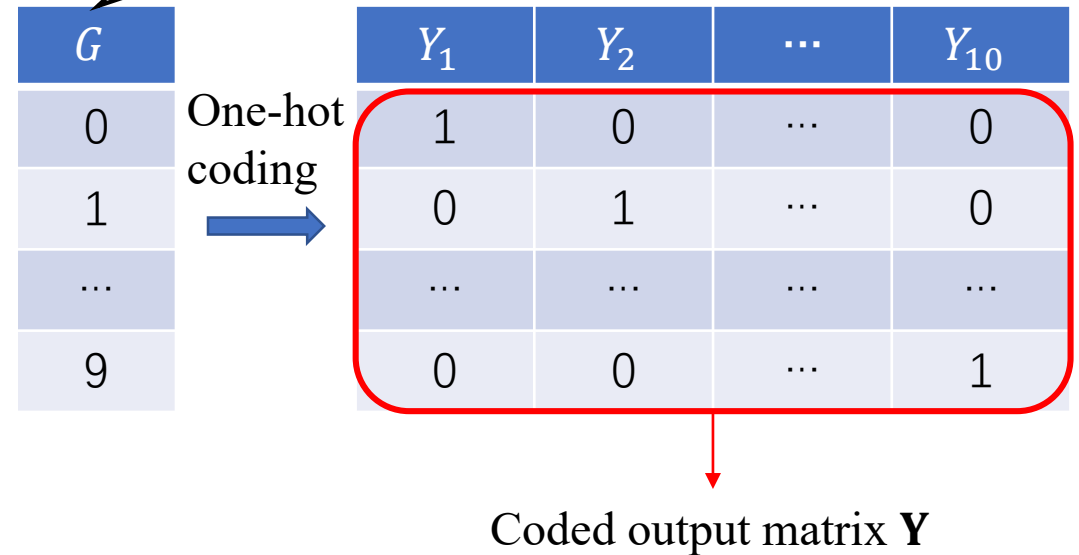 G Y₁ Y₂ ⋯ Y₁₀
0 One-hot coding 1 0 ⋯ 0
1 0 1 ⋯ 0
⋯ ⋯ ⋯ ⋯ ⋯
9 0 0 ⋯ 1
Coded output matrix Y